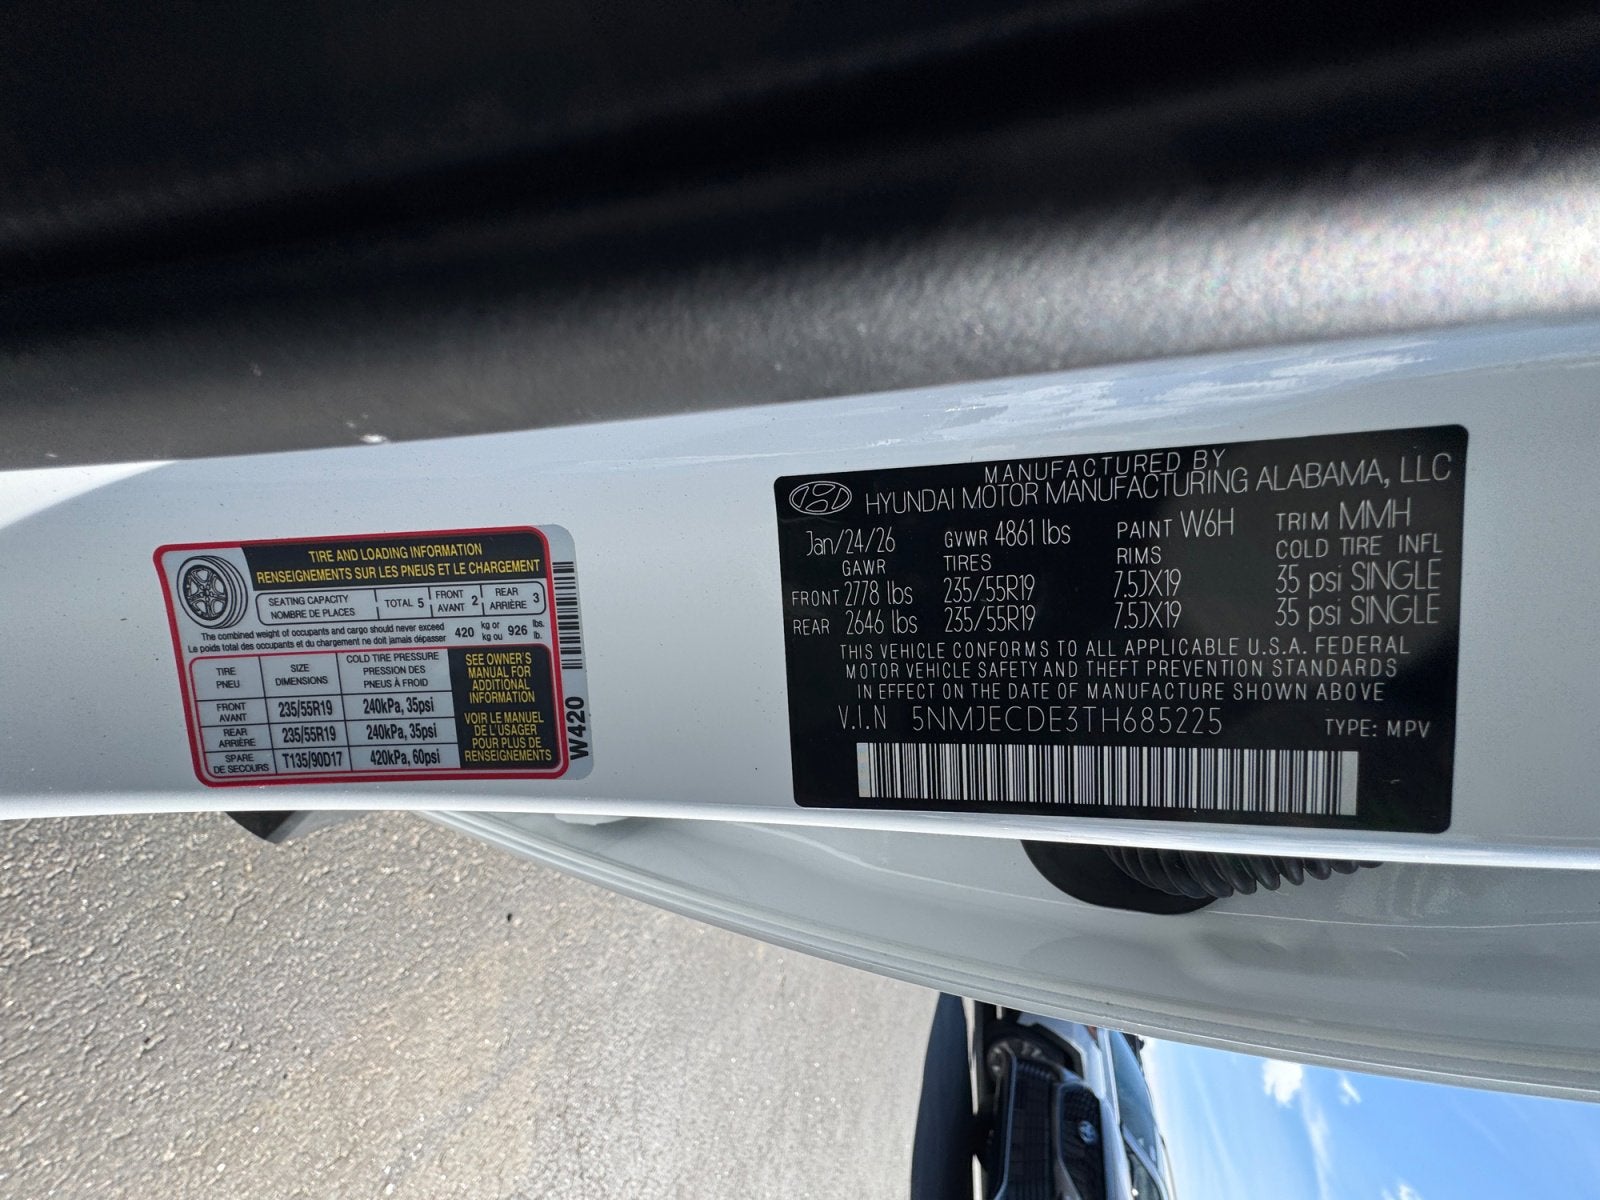 TIRE AND LOADING INFORMATION
RENSEIGNEMENTS SUR LES PNEUS ET LE CHARGEMENT
SEATING CAPACITY
NOMBRE DE PLACES
TOTAL 5
FRONT
AVANT 2
REAR
ARRIÈRE 3
The combined weight of occupants and cargo should never exceed
Le poids total des occupants et du chargement ne doit jamais dépasser
420 kg or
kg ou 926 lbs.
lb.
TIRE
PNEU
SIZE
DIMENSIONS
COLD TIRE PRESSURE
PRESSION DES
PNEUS À FROID
FRONT
AVANT
235/55R19
240kPa, 35psi
REAR
ARRIÈRE
235/55R19
240kPa, 35psi
SPARE
DE SECOURS
T135/90D17
420kPa, 60psi
SEE OWNER'S
MANUAL FOR
ADDITIONAL
INFORMATION
VOIR LE MANUEL
DE L'USAGER
POUR PLUS DE
RENSEIGNEMENTS
W420
MANUFACTURED BY
HYUNDAI MOTOR MANUFACTURING ALABAMA, LLC
Jan/24/26 GVWR 4861 lbs PAINT W6H TRIM MMH
GAWR TIRES RIMS COLD TIRE INFL
FRONT 2778 lbs 235/55R19 7.5JX19 35 psi SINGLE
REAR 2646 lbs 235/55R19 7.5JX19 35 psi SINGLE
THIS VEHICLE CONFORMS TO ALL APPLICABLE U.S.A. FEDERAL
MOTOR VEHICLE SAFETY AND THEFT PREVENTION STANDARDS
IN EFFECT ON THE DATE OF MANUFACTURE SHOWN ABOVE
V.I.N 5NMJECDE3TH685225 TYPE: MPV